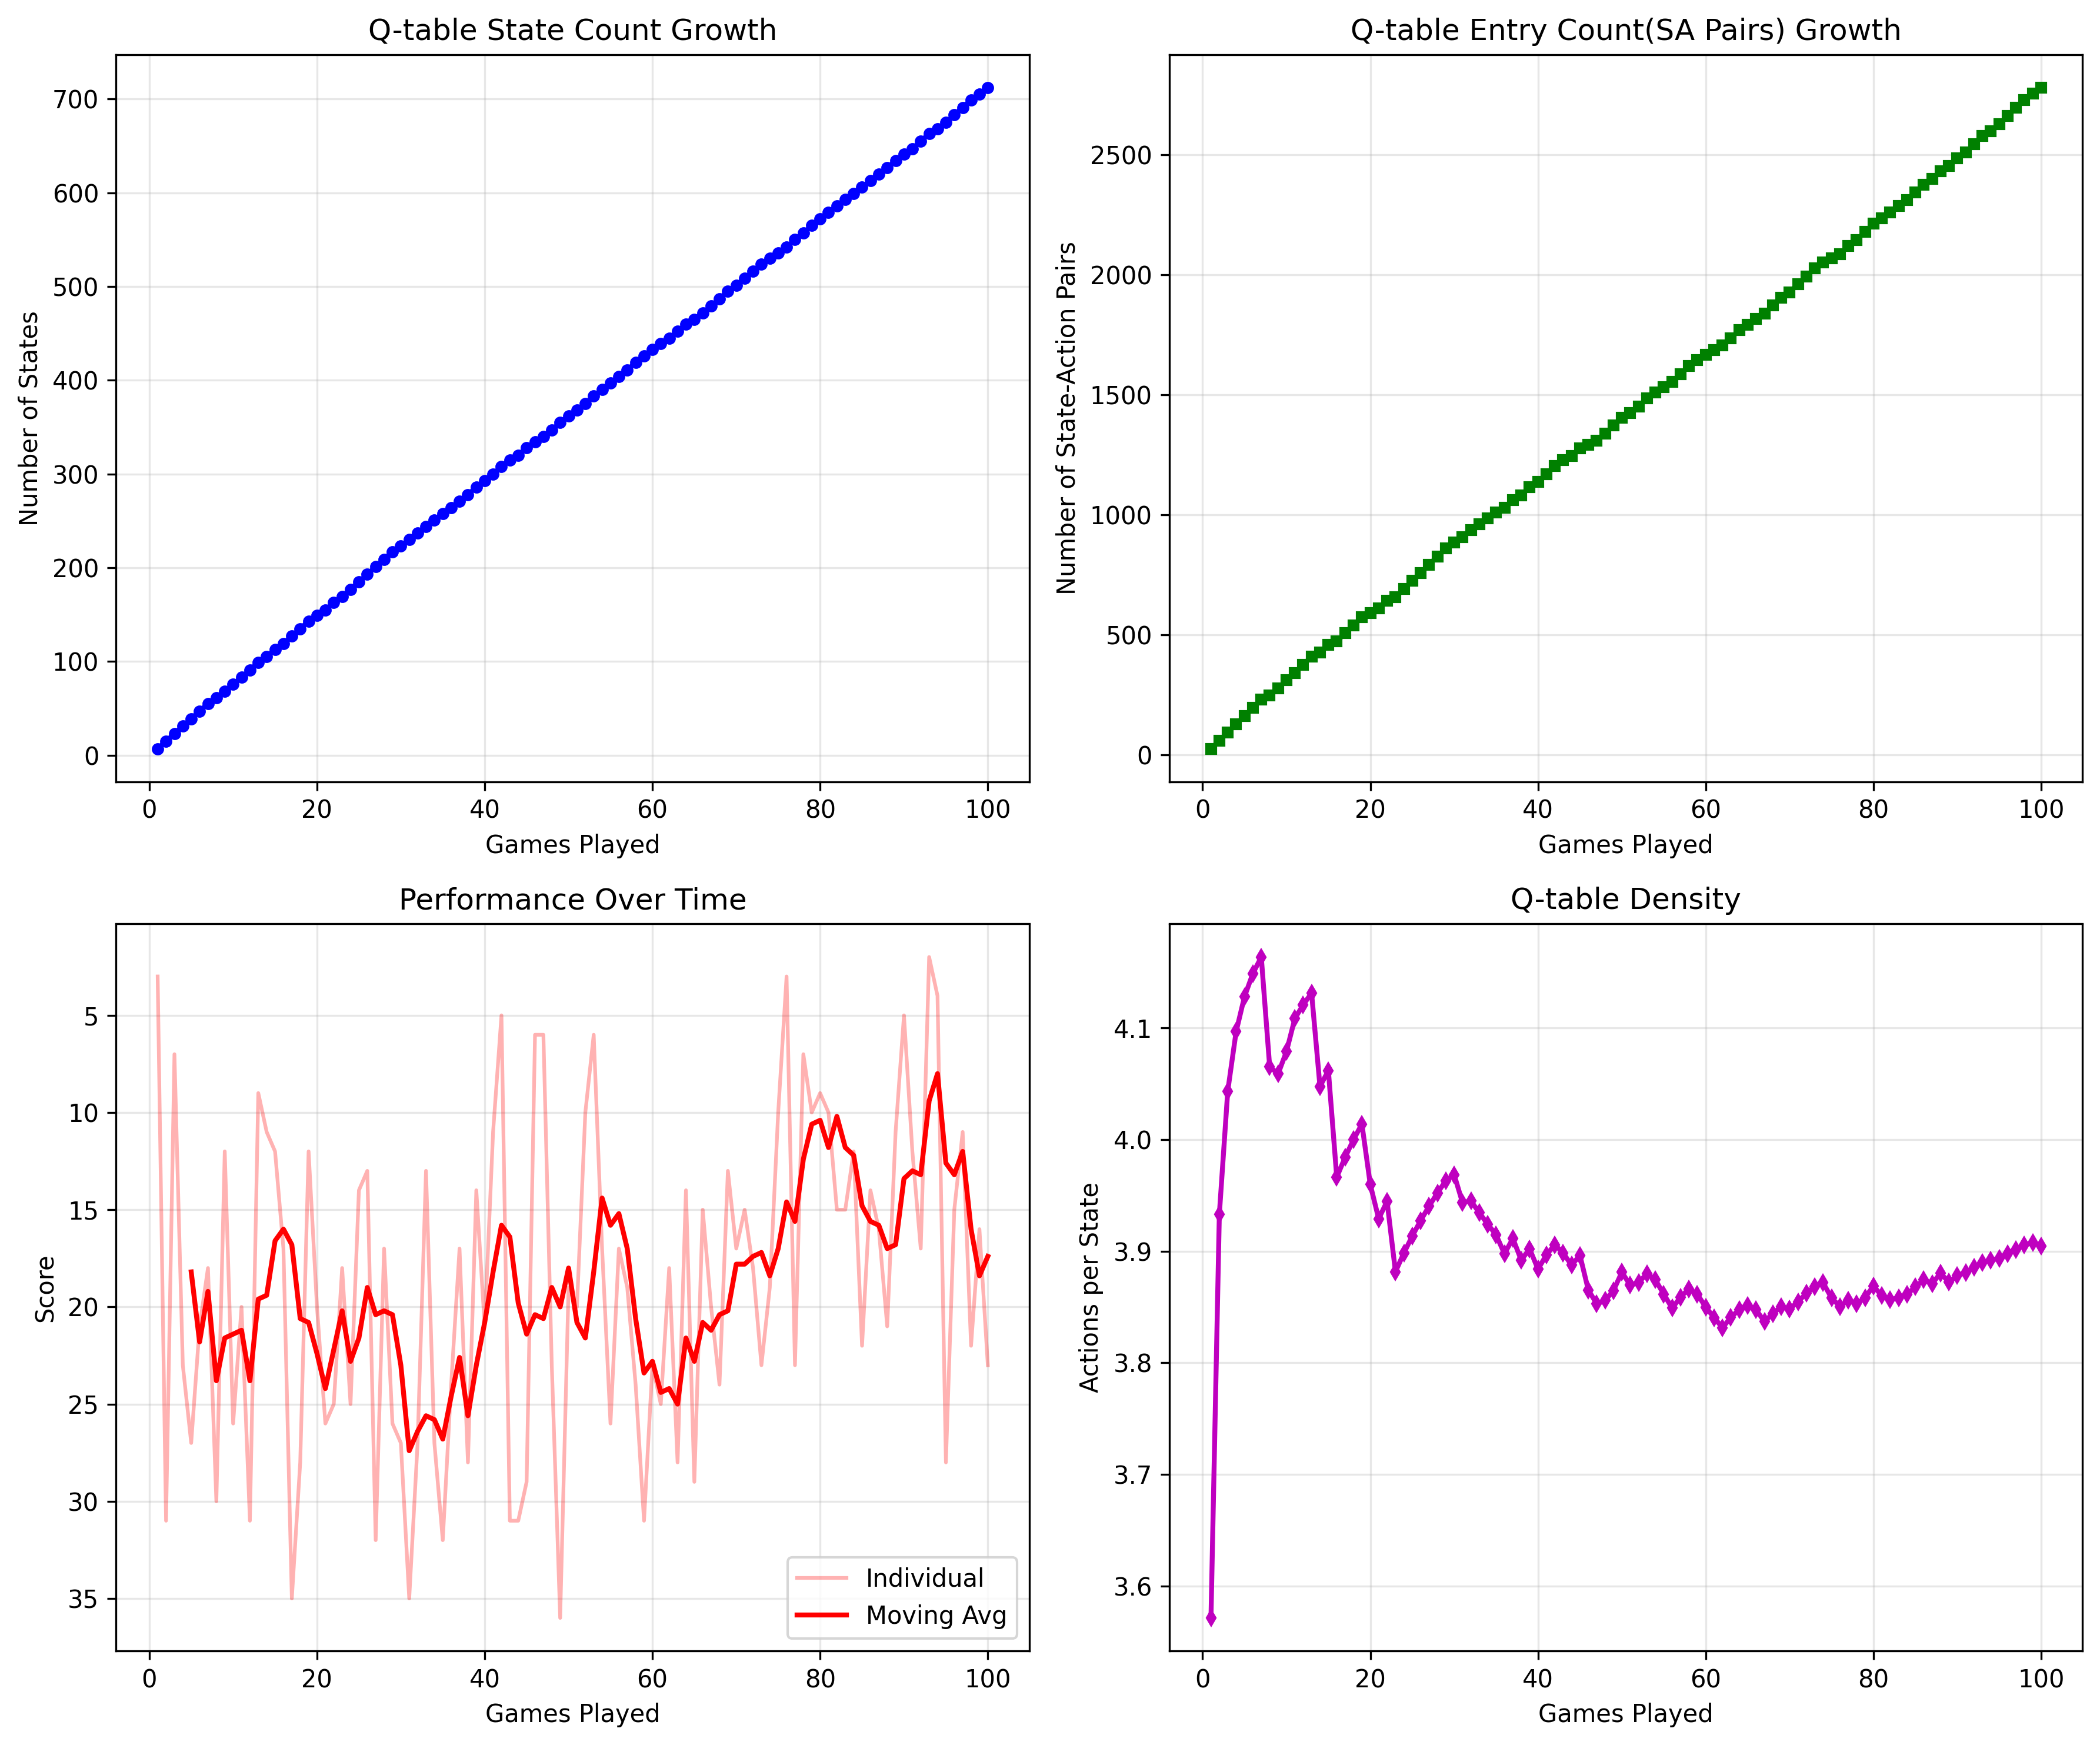 Q-table State Count Growth
Number of States
700
600
500
400
300
200
100
0
0 20 40 60 80 100
Games Played
Q-table Entry Count(SA Pairs) Growth
Number of State-Action Pairs
2500
2000
1500
1000
500
0
0 20 40 60 80 100
Games Played
Performance Over Time
Score
5
10
15
20
25
30
35
Individual
Moving Avg
0 20 40 60 80 100
Games Played
Q-table Density
Actions per State
4.1
4.0
3.9
3.8
3.7
3.6
0 20 40 60 80 100
Games Played